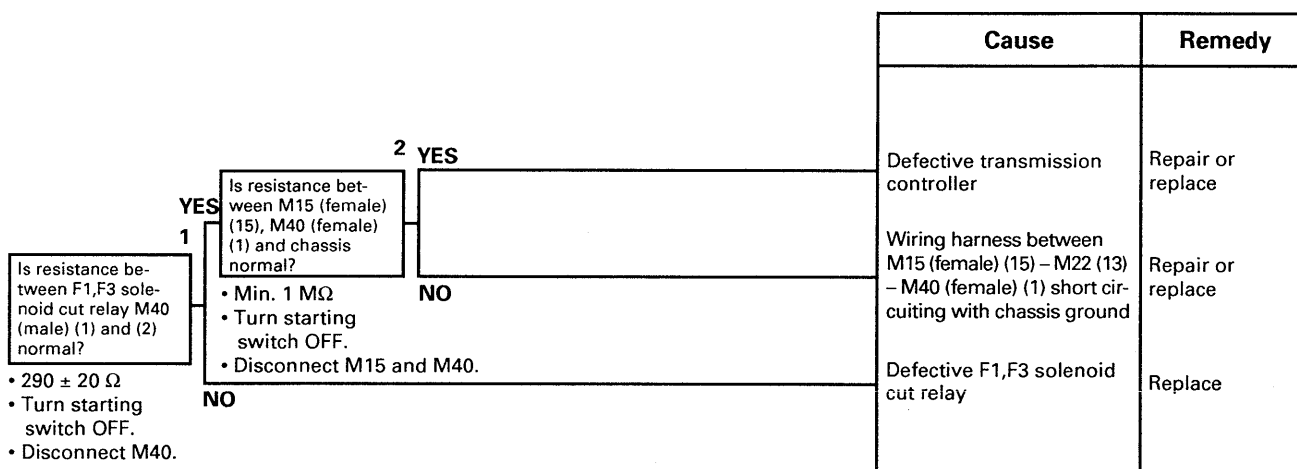 Cause
Remedy
2
YES
Is resistance bet-
ween M15 (female)
(15), M40 (female)
(1) and chassis
normal?
Defective transmission
controller
Repair or
replace
YES
1
Is resistance be-
tween F1,F3 sole-
noid cut relay M40
(male) (1) and (2)
normal?
• Min. 1 MΩ
• Turn starting
switch OFF.
• Disconnect M15 and M40.
NO
Wiring harness between
M15 (female) (15) – M22 (13)
– M40 (female) (1) short cir-
cuiting with chassis ground
Repair or
replace
• 290 ± 20 Ω
• Turn starting
switch OFF.
• Disconnect M40.
NO
Defective F1,F3 solenoid
cut relay
Replace